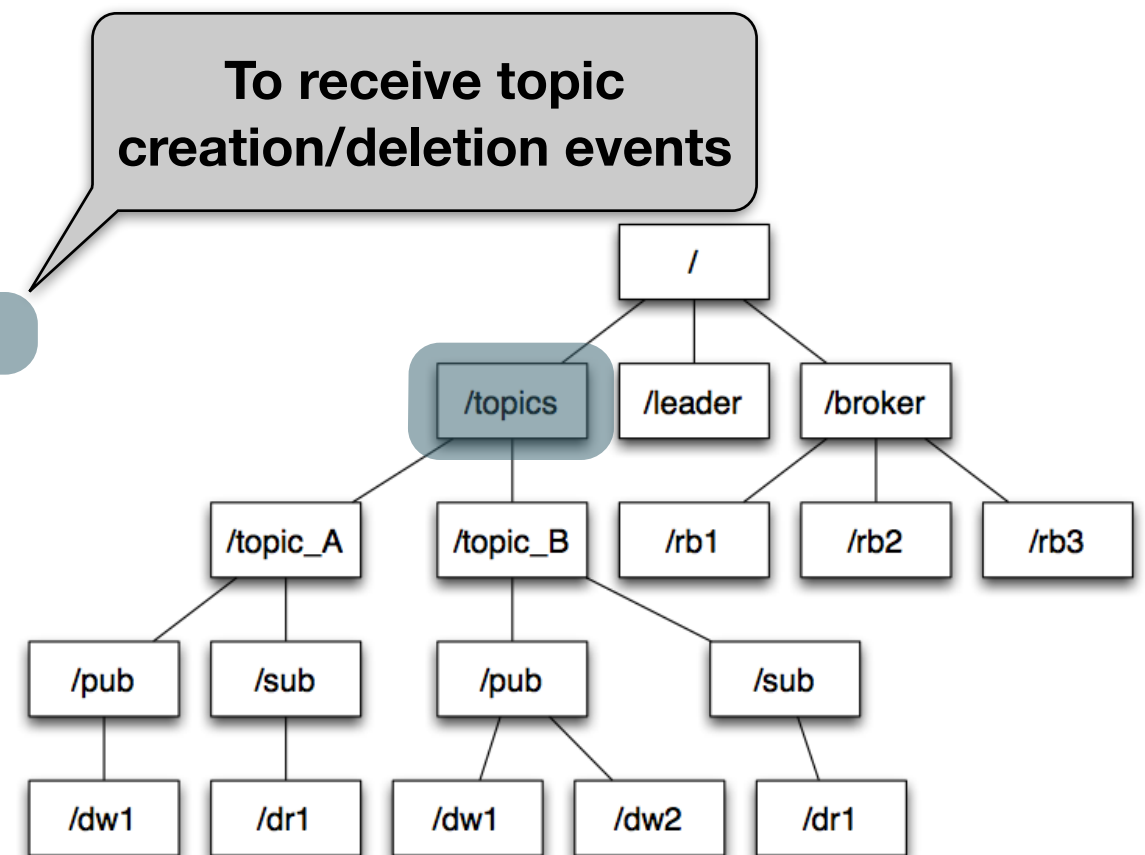 To receive topic
creation/deletion events
/
/topics
/leader
/broker
/topic_A
/topic_B
/rb1
/rb2
/rb3
/pub
/sub
/pub
/sub
/dw1
/dr1
/dw1
/dw2
/dr1